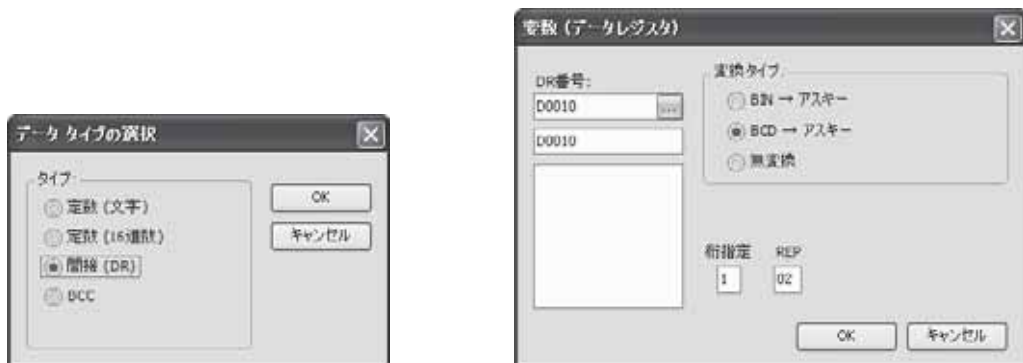 データ タイプの選択
タイプ:
定数 (文字)
定数 (16進数)
間接 (DR)
BCC
OK
キャンセル
変数 (データレジスタ)
DR番号:
D0010
...
D0010
変換タイプ:
BIN → アスキー
BCD → アスキー
無変換
桁指定 REP
1 02
OK
キャンセル